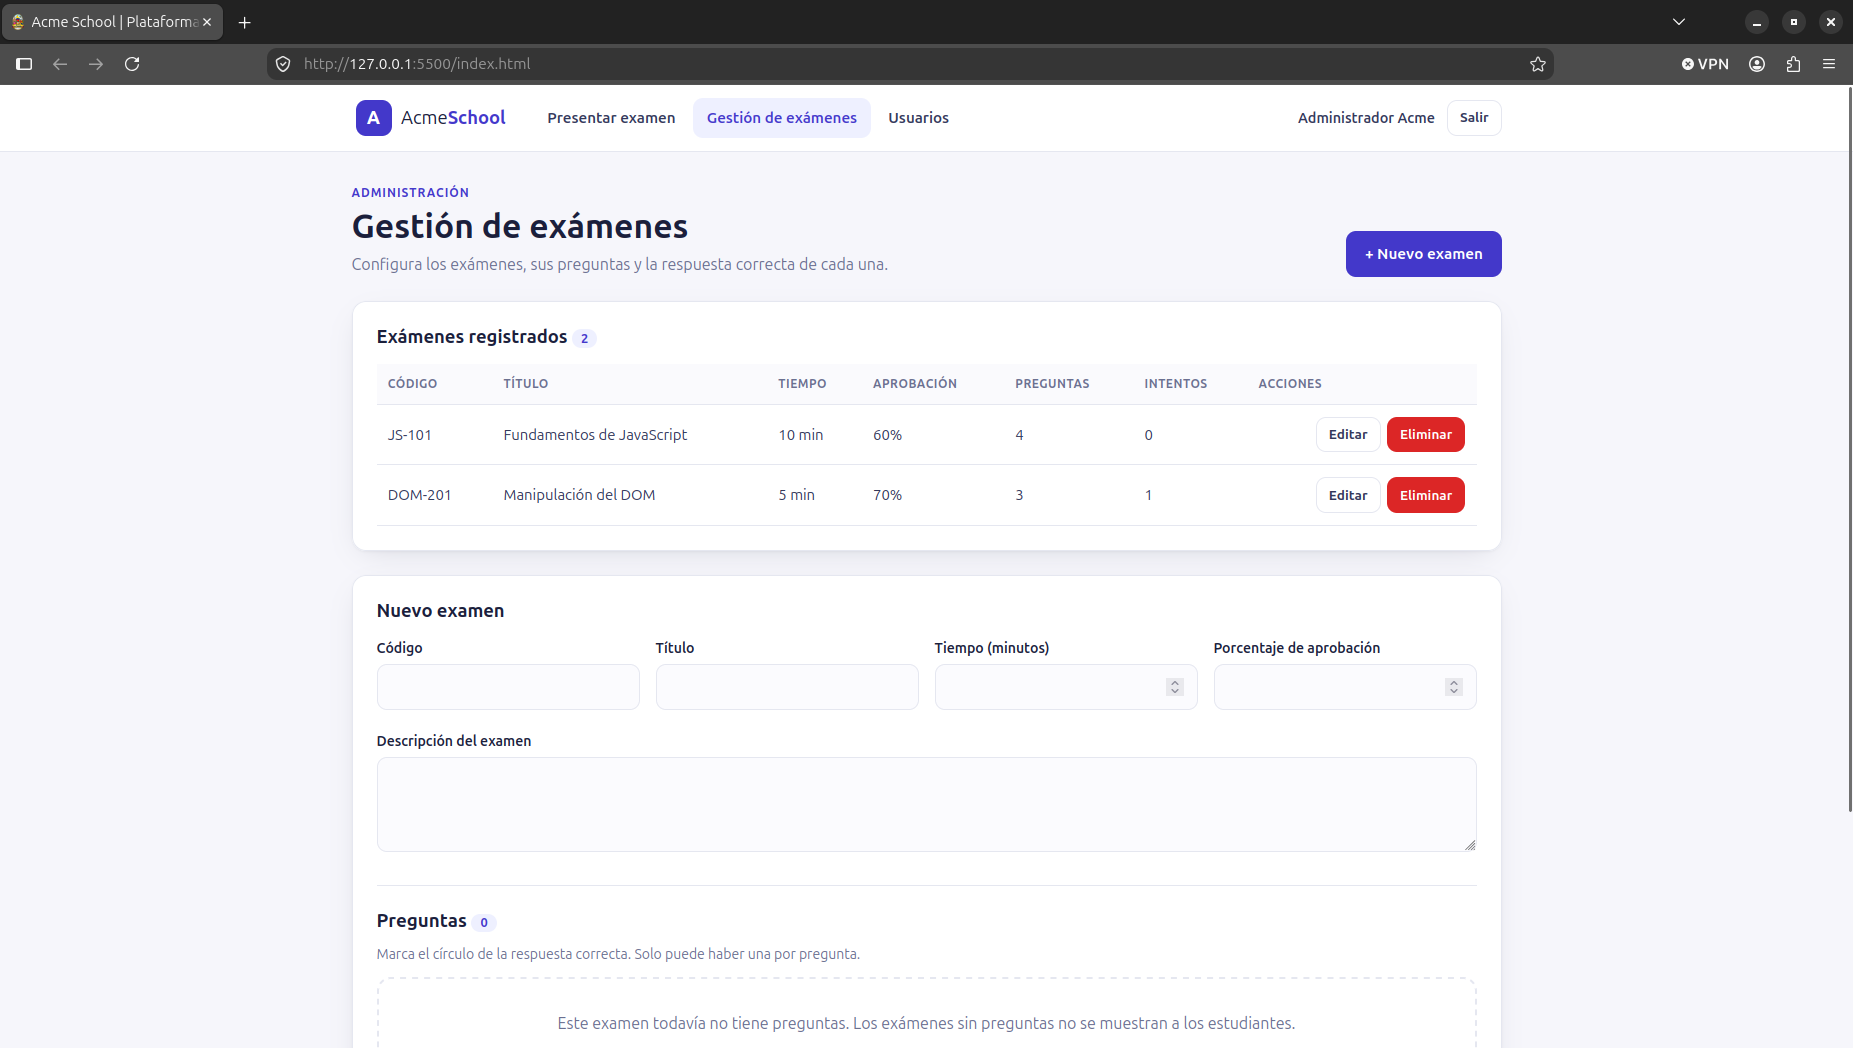 Acme School | Plataforma
http://127.0.0.1:5500/index.html
VPN
A AcmeSchool Presentar examen Gestión de exámenes Usuarios Administrador Acme Salir
ADMINISTRACIÓN
Gestión de exámenes
Configura los exámenes, sus preguntas y la respuesta correcta de cada una.
+ Nuevo examen
Exámenes registrados 2
CÓDIGO TÍTULO TIEMPO APROBACIÓN PREGUNTAS INTENTOS ACCIONES
JS-101 Fundamentos de JavaScript 10 min 60% 4 0 Editar Eliminar
DOM-201 Manipulación del DOM 5 min 70% 3 1 Editar Eliminar
Nuevo examen
Código Título Tiempo (minutos) Porcentaje de aprobación
Descripción del examen
Preguntas 0
Marca el círculo de la respuesta correcta. Solo puede haber una por pregunta.
Este examen todavía no tiene preguntas. Los exámenes sin preguntas no se muestran a los estudiantes.